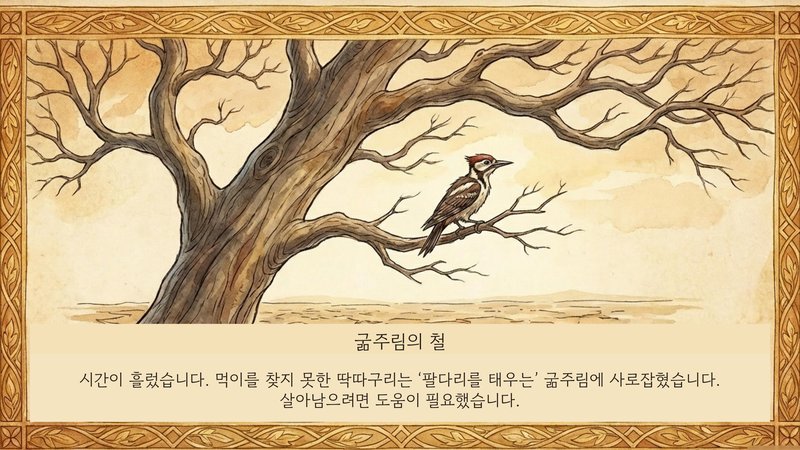 굶주림의 철
시간이 흘렀습니다. 먹이를 찾지 못한 딱따구리는 ‘팔다리를 태우는’ 굶주림에 사로잡혔습니다.
살아남으려면 도움이 필요했습니다.